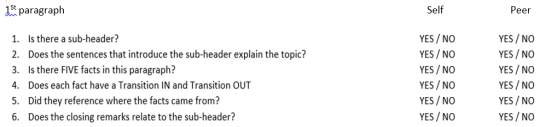 1st paragraph Self Peer
1. Is there a sub-header? YES / NO YES / NO
2. Does the sentences that introduce the sub-header explain the topic? YES / NO YES / NO
3. Is there FIVE facts in this paragraph? YES / NO YES / NO
4. Does each fact have a Transition IN and Transition OUT YES / NO YES / NO
5. Did they reference where the facts came from? YES / NO YES / NO
6. Does the closing remarks relate to the sub-header? YES / NO YES / NO